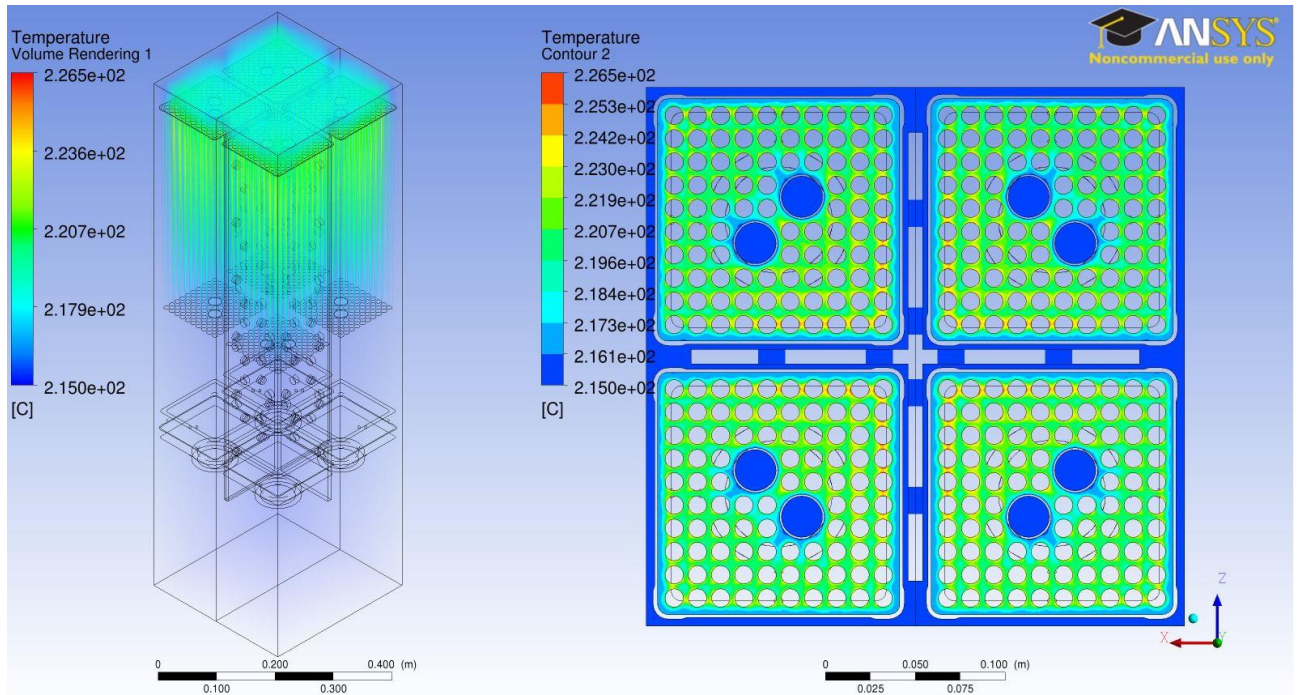 Temperature
Volume Rendering 1
2.265e+02
2.236e+02
2.207e+02
2.179e+02
2.150e+02
[C]
0
0.200
0.400
(m)
0.100
0.300
Temperature
Contour 2
2.265e+02
2.253e+02
2.242e+02
2.230e+02
2.219e+02
2.207e+02
2.196e+02
2.184e+02
2.173e+02
2.161e+02
2.150e+02
[C]
ANSYS
Noncommercial use only
Z
X
Y
0
0.050
0.100
(m)
0.025
0.075